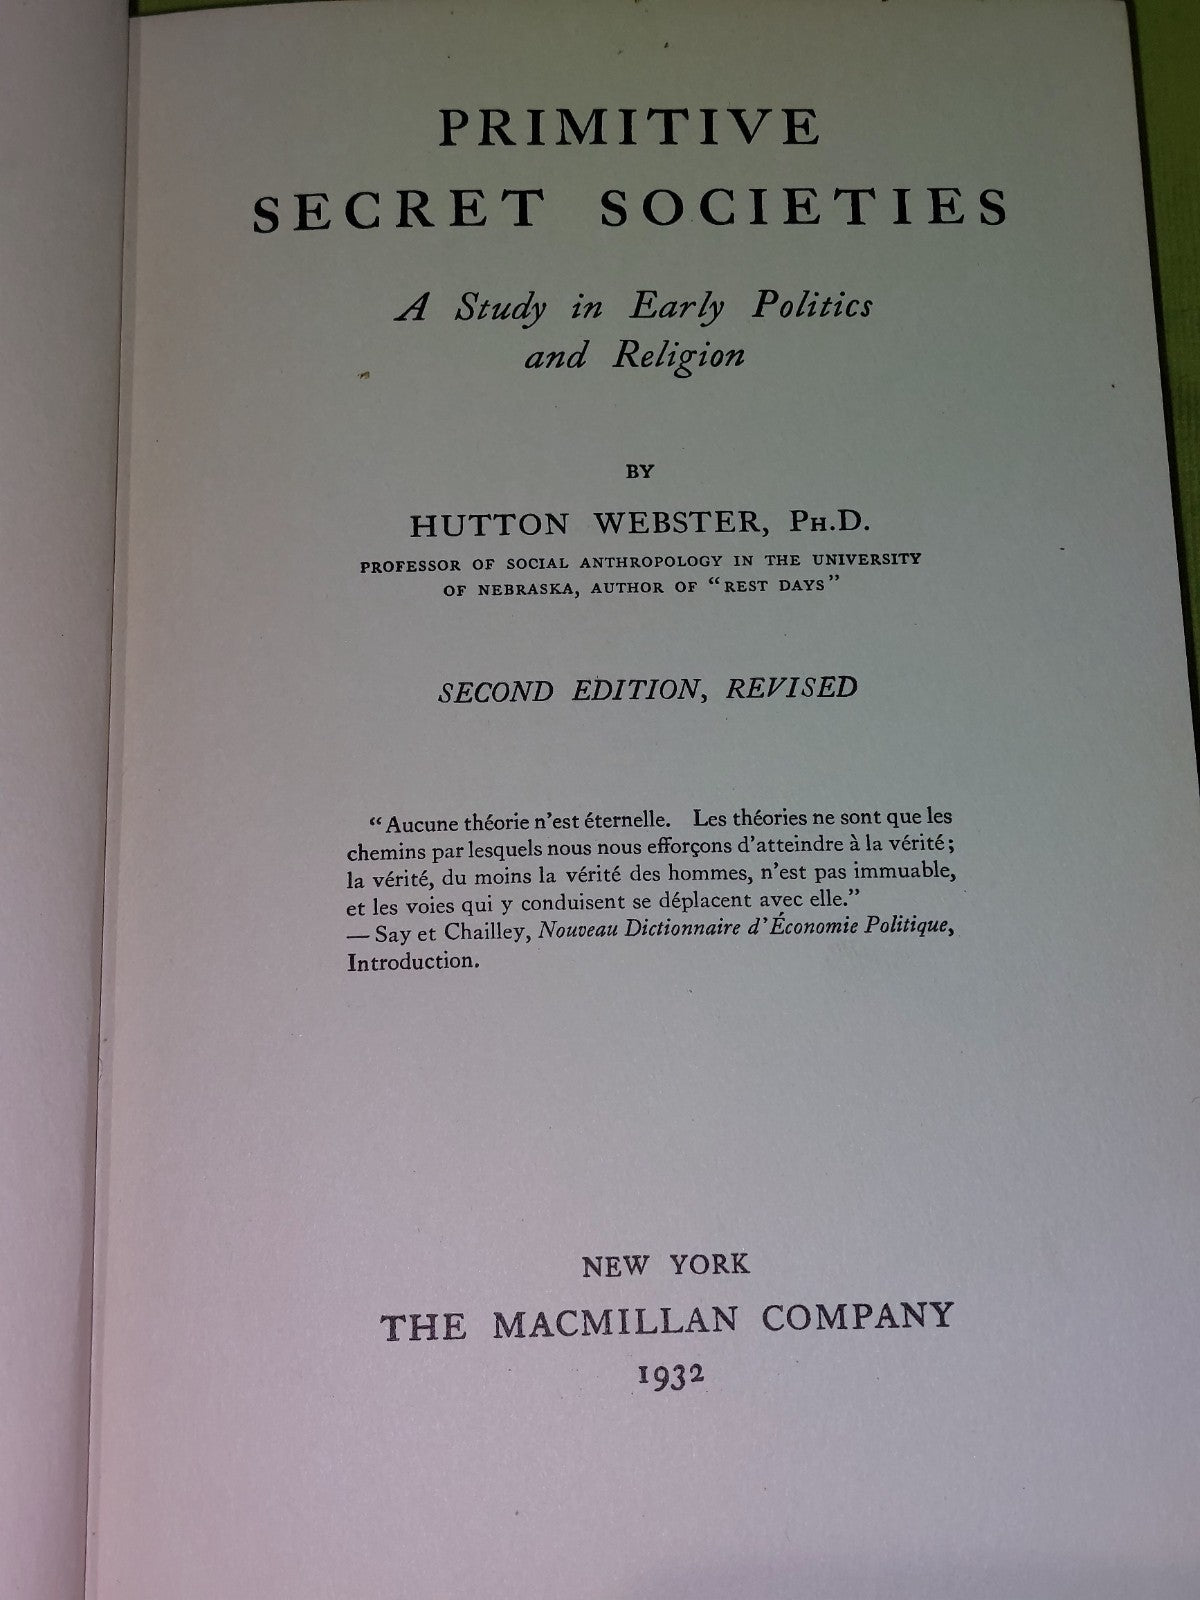 PRIMITIVE
SECRET SOCIETIES
A Study in Early Politics
and Religion
BY
HUTTON WEBSTER, PH.D.
PROFESSOR OF SOCIAL ANTHROPOLOGY IN THE UNIVERSITY
OF NEBRASKA, AUTHOR OF “REST DAYS”
SECOND EDITION, REVISED
“Aucune théorie n’est éternelle. Les théories ne sont que les
chemins par lesquels nous nous efforçons d’atteindre à la vérité;
la vérité, du moins la vérité des hommes, n’est pas immuable,
et les voies qui y conduisent se déplacent avec elle.”
— Say et Chailley, Nouveau Dictionnaire d’Économie Politique,
Introduction.
NEW YORK
THE MACMILLAN COMPANY
1932